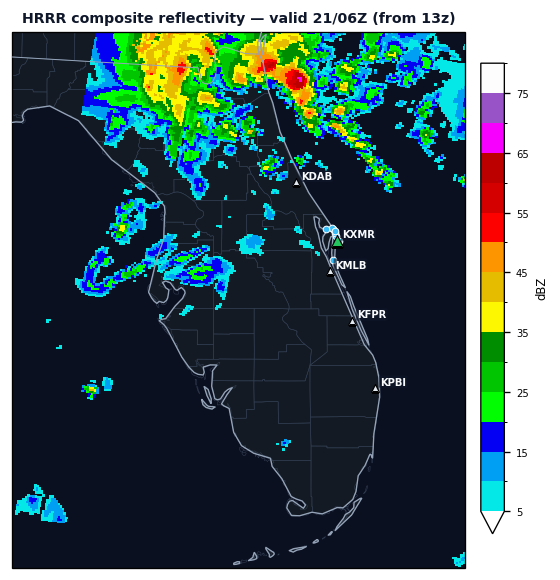 HRRR composite reflectivity — valid 21/06Z (from 13z)
KDAB
KXMR
KMLB
KFPR
KPBI
75
65
55
45
35
25
15
5
dBZ